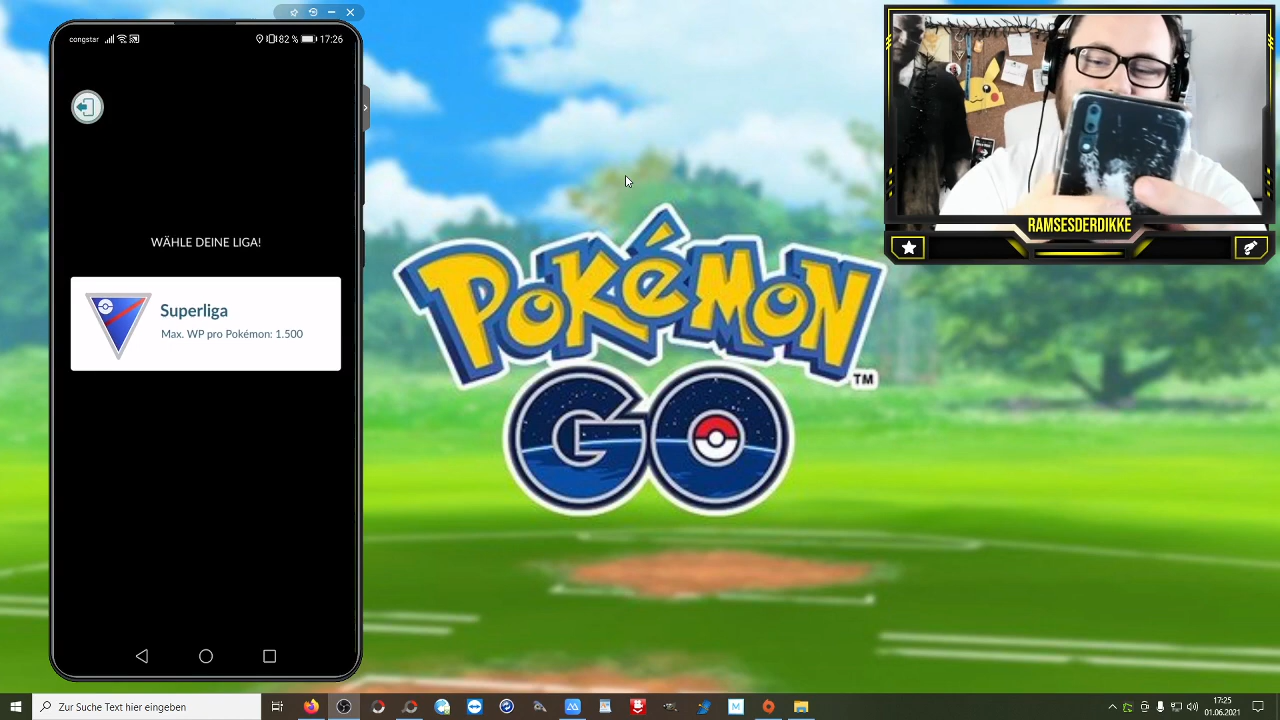 congstar
82 %
17:26
WÄHLE DEINE LIGA!
Superliga
Max. WP pro Pokémon: 1.500
POKÉMON
TM
GO
RAMSESDERDIKKE
Zur Suche Text hier eingeben
17:25
01.06.2021